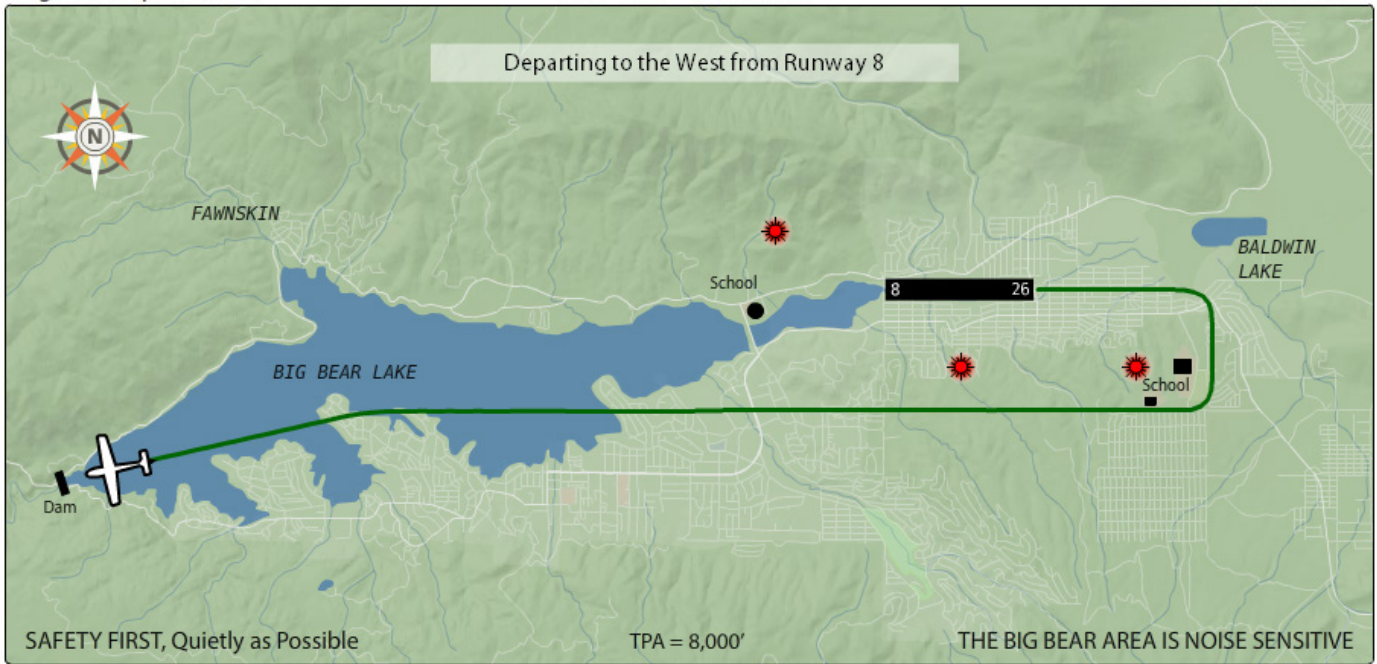 Departing to the West from Runway 8
N
FAWNSKIN
BALDWIN
LAKE
School
8
26
BIG BEAR LAKE
School
Dam
SAFETY FIRST, Quietly as Possible
TPA = 8,000'
THE BIG BEAR AREA IS NOISE SENSITIVE